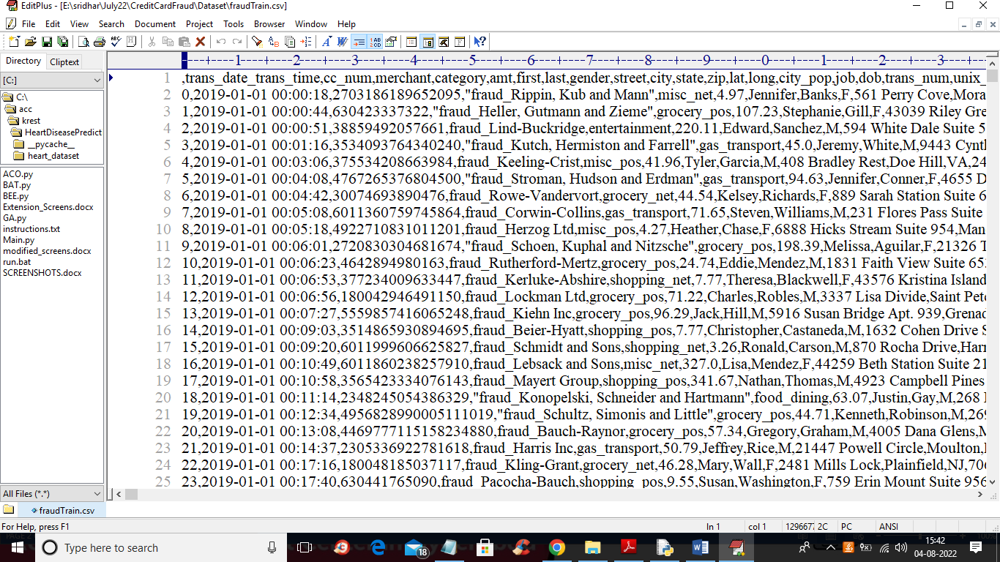 EditPlus - [E:\sridhar\July22\CreditCardFraud\Dataset\fraudTrain.csv]
File Edit View Search Document Project Tools Browser Window Help
Directory Cliptext
[C:]
C:\
acc
krest
HeartDiseasePredict
__pycache__
heart_dataset
ACO.py
BAT.py
BEE.py
Extension_Screens.docx
GA.py
instructions.txt
Main.py
modified_screens.docx
run.bat
SCREENSHOTS.docx
All Files (*.*)
----+----1----+----2----+----3----+----4----+----5----+----6----+----7----+----8----+----9----+----0----+----1----+----2----+----3----+--
1 ,trans_date_trans_time,cc_num,merchant,category,amt,first,last,gender,street,city,state,zip,lat,long,city_pop,job,dob,trans_num,unix_
2 0,2019-01-01 00:00:18,2703186189652095,"fraud_Rippin, Kub and Mann",misc_net,4.97,Jennifer,Banks,F,561 Perry Cove,Mora
3 1,2019-01-01 00:00:44,630423337322,"fraud_Heller, Gutmann and Zieme",grocery_pos,107.23,Stephanie,Gill,F,43039 Riley Gre
4 2,2019-01-01 00:00:51,38859492057661,fraud_Lind-Buckridge,entertainment,220.11,Edward,Sanchez,M,594 White Dale Suite 5
5 3,2019-01-01 00:01:16,3534093764340240,"fraud_Kutch, Hermiston and Farrell",gas_transport,45.0,Jeremy,White,M,9443 Cynt
6 4,2019-01-01 00:03:06,375534208663984,fraud_Keeling-Crist,misc_pos,41.96,Tyler,Garcia,M,408 Bradley Rest,Doe Hill,VA,24
7 5,2019-01-01 00:04:08,4767265376804500,"fraud_Stroman, Hudson and Erdman",gas_transport,94.63,Jennifer,Conner,F,4655 D
8 6,2019-01-01 00:04:42,30074693890476,fraud_Rowe-Vandervort,grocery_net,44.54,Kelsey,Richards,F,889 Sarah Station Suite 6
9 7,2019-01-01 00:05:08,6011360759745864,fraud_Corwin-Collins,gas_transport,71.65,Steven,Williams,M,231 Flores Pass Suite
10 8,2019-01-01 00:05:18,4922710831011201,fraud_Herzog Ltd,misc_pos,4.27,Heather,Chase,F,6888 Hicks Stream Suite 954,Man
11 9,2019-01-01 00:06:01,2720830304681674,"fraud_Schoen, Kuphal and Nitzsche",grocery_pos,198.39,Melissa,Aguilar,F,21326 T
12 10,2019-01-01 00:06:23,4642894980163,fraud_Rutherford-Mertz,grocery_pos,24.74,Eddie,Mendez,M,1831 Faith View Suite 65
13 11,2019-01-01 00:06:53,377234009633447,fraud_Kerluke-Abshire,shopping_net,7.77,Theresa,Blackwell,F,43576 Kristina Island
14 12,2019-01-01 00:06:56,180042946491150,fraud_Lockman Ltd,grocery_pos,71.22,Charles,Robles,M,3337 Lisa Divide,Saint Pet
15 13,2019-01-01 00:07:27,5559857416065248,fraud_Kiehn Inc,grocery_pos,96.29,Jack,Hill,M,5916 Susan Bridge Apt. 939,Grenad
16 14,2019-01-01 00:09:03,3514865930894695,fraud_Beier-Hyatt,shopping_pos,7.77,Christopher,Castaneda,M,1632 Cohen Drive S
17 15,2019-01-01 00:09:20,6011999606625827,fraud_Schmidt and Sons,shopping_net,3.26,Ronald,Carson,M,870 Rocha Drive,Harr
18 16,2019-01-01 00:10:49,6011860238257910,fraud_Lebsack and Sons,misc_net,327.0,Lisa,Mendez,F,44259 Beth Station Suite 21
19 17,2019-01-01 00:10:58,3565423334076143,fraud_Mayert Group,shopping_pos,341.67,Nathan,Thomas,M,4923 Campbell Pines
20 18,2019-01-01 00:11:14,2348245054386329,"fraud_Konopelski, Schneider and Hartmann",food_dining,63.07,Justin,Gay,M,268
21 19,2019-01-01 00:12:34,4956828990005111019,"fraud_Schultz, Simonis and Little",grocery_pos,44.71,Kenneth,Robinson,M,269
22 20,2019-01-01 00:13:08,4469777115158234880,fraud_Bauch-Raynor,grocery_pos,57.34,Gregory,Graham,M,4005 Dana Glens,M
23 21,2019-01-01 00:14:37,2305336922781618,fraud_Harris Inc,gas_transport,50.79,Jeffrey,Rice,M,21447 Powell Circle,Moulton,
24 22,2019-01-01 00:17:16,180048185037117,fraud_Kling-Grant,grocery_net,46.28,Mary,Wall,F,2481 Mills Lock,Plainfield,NJ,706
25 23,2019-01-01 00:17:40,630441765090,fraud_Pacocha-Bauch,shopping_pos,9.55,Susan,Washington,F,759 Erin Mount Suite 956
fraudTrain.csv
For Help, press F1 ln 1 col 1 129667 2C PC ANSI
Type here to search
18
15:42
04-08-2022